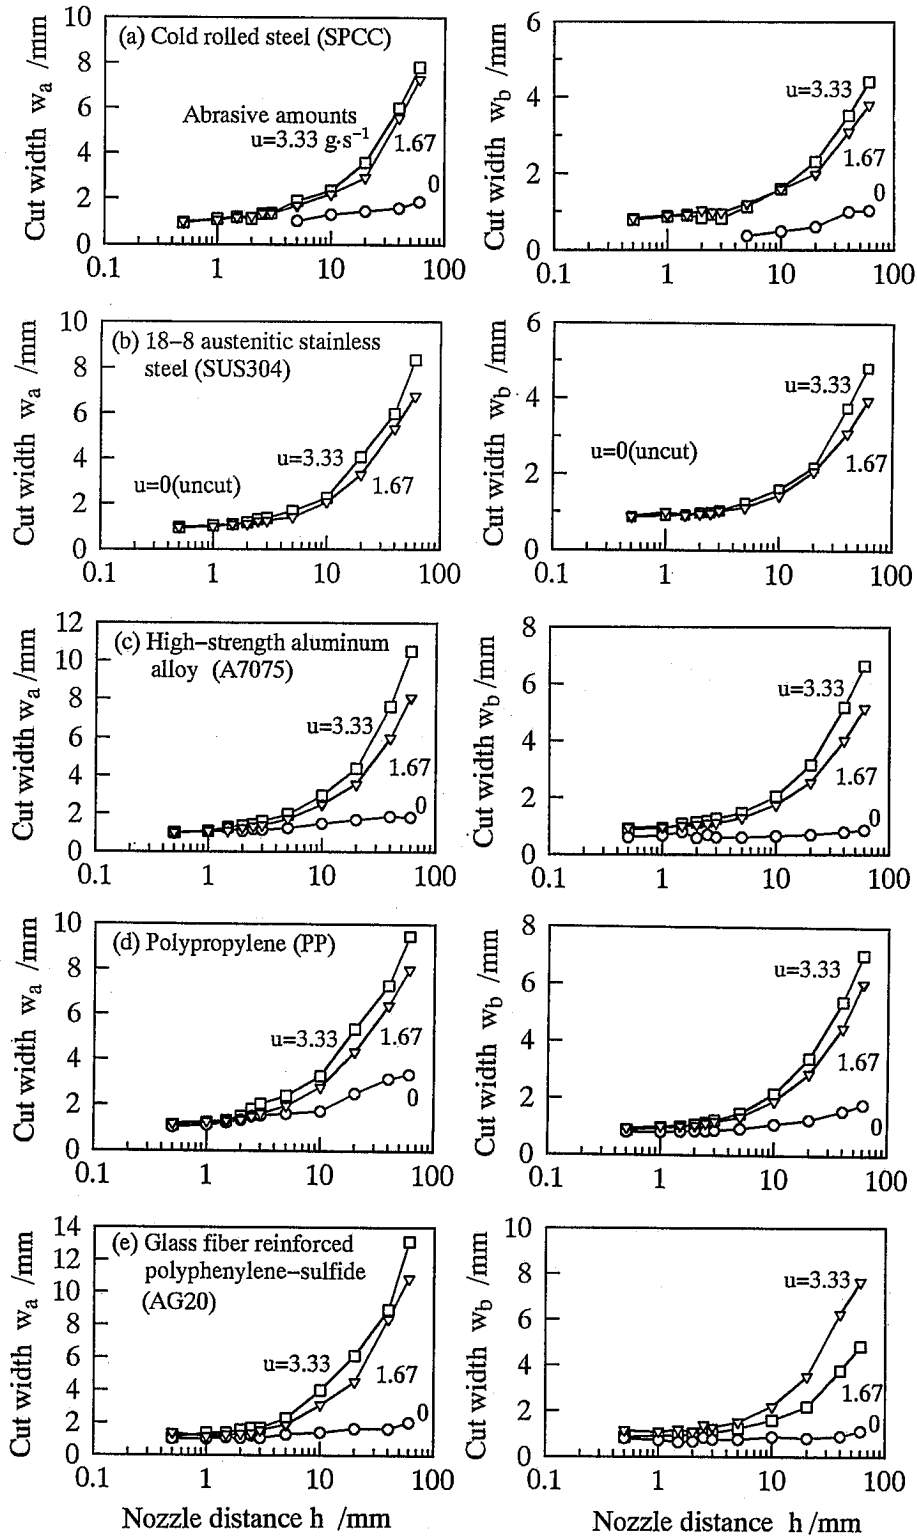 (a) Cold rolled steel (SPCC)
Cut width wa /mm
10
8
6
4
2
0
Abrasive amounts
u=3.33 g·s⁻¹
1.67
0
0.1 1 10 100
Cut width wb /mm
6
4
2
0
u=3.33
1.67
0
0.1 1 10 100
(b) 18-8 austenitic stainless
steel (SUS304)
Cut width wa /mm
10
8
6
4
2
0
u=3.33
u=0(uncut)
1.67
0.1 1 10 100
Cut width wb /mm
6
4
2
0
u=3.33
u=0(uncut)
1.67
0.1 1 10 100
(c) High-strength aluminum
alloy (A7075)
Cut width wa /mm
12
10
8
6
4
2
0
u=3.33
1.67
0
0.1 1 10 100
Cut width wb /mm
8
6
4
2
0
u=3.33
1.67
0
0.1 1 10 100
(d) Polypropylene (PP)
Cut width wa /mm
10
8
6
4
2
0
u=3.33
1.67
0
0.1 1 10 100
Cut width wb /mm
8
6
4
2
0
u=3.33
1.67
0
0.1 1 10 100
(e) Glass fiber reinforced
polyphenylene-sulfide
(AG20)
Cut width wa /mm
14
12
10
8
6
4
2
0
u=3.33
1.67
0
0.1 1 10 100
Nozzle distance h /mm
Cut width wb /mm
10
8
6
4
2
0
u=3.33
1.67
0
0.1 1 10 100
Nozzle distance h /mm